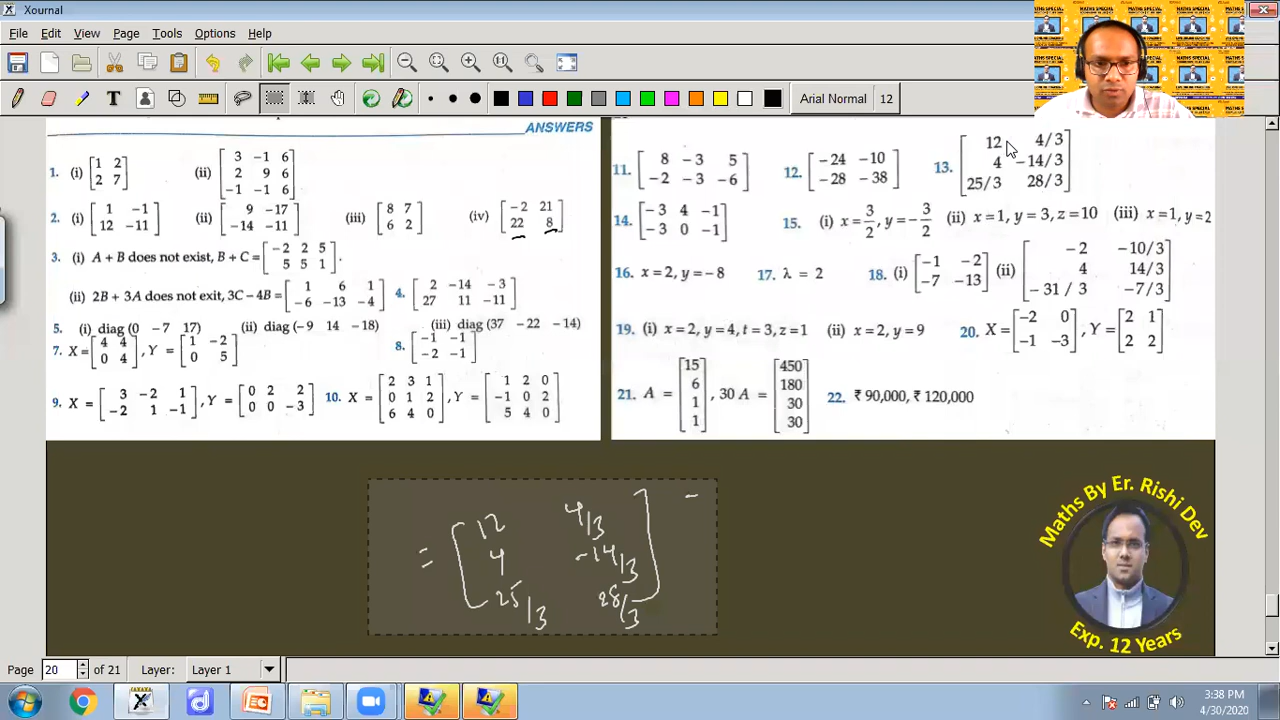 Xournal
File Edit View Page Tools Options Help
Arial Normal 12
ANSWERS
1. (i) [1 2
2 7] (ii) [3 -1 6
2 9 6
-1 -1 6]
2. (i) [1 -1
12 -11] (ii) [9 -17
-14 -11] (iii) [8 7
6 2] (iv) [-2 21
22 8]
3. (i) A + B does not exist, B + C = [-2 2 5
5 5 1].
(ii) 2B + 3A does not exist, 3C - 4B = [1 6 1
-6 -13 -4] 4. [2 -14 -3
27 11 -11]
5. (i) diag (0 -7 17) (ii) diag (-9 14 -18) (iii) diag (37 -22 -14)
7. X = [4 4
0 4], Y = [1 -2
0 5] 8. [-1 -1
-2 -1]
9. X = [3 -2 1
-2 1 -1], Y = [0 2 2
0 0 -3] 10. X = [2 3 1
0 1 2
6 4 0], Y = [1 2 0
-1 0 2
5 4 0]
11. [8 -3 5
-2 -3 -6] 12. [-24 -10
-28 -38] 13. [12 4/3
4 -14/3
25/3 28/3]
14. [-3 4 -1
-3 0 -1] 15. (i) x = 3/2, y = -3/2 (ii) x = 1, y = 3, z = 10 (iii) x = 1, y = 2
16. x = 2, y = -8 17. λ = 2 18. (i) [-1 -2
-7 -13] (ii) [-2 -10/3
4 14/3
-31/3 -7/3]
19. (i) x = 2, y = 4, t = 3, z = 1 (ii) x = 2, y = 9 20. X = [-2 0
-1 -3], Y = [2 1
2 2]
21. A = [15
6
1
1], 30 A = [450
180
30
30] 22. ₹ 90,000, ₹ 120,000
= [12 4/3
4 -14/3
25/3 28/3] -
Maths By Er. Rishi Dev
Exp. 12 Years
Page 20 of 21 Layer: Layer 1
3:38 PM
4/30/2020